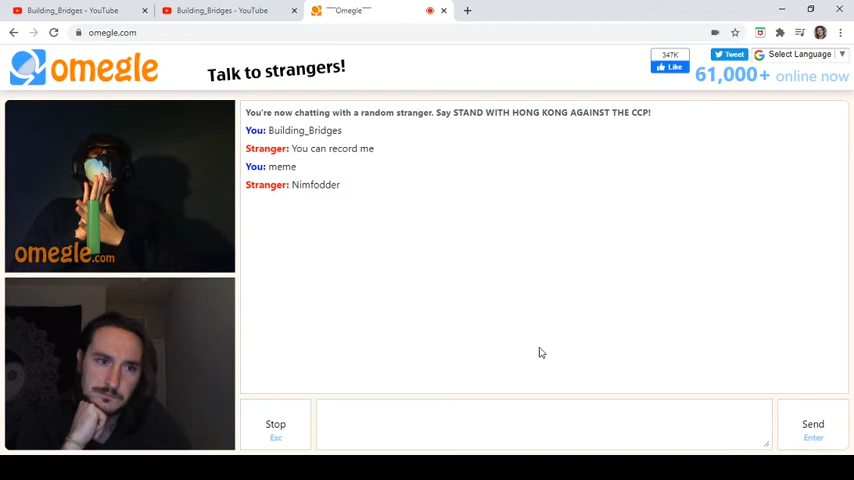 Building_Bridges - YouTube
Building_Bridges - YouTube
Omegle
omegle.com
omegle
Talk to strangers!
347K
Like
Tweet
Select Language
61,000+ online now
You're now chatting with a random stranger. Say STAND WITH HONG KONG AGAINST THE CCP!
You: Building_Bridges
Stranger: You can record me
You: meme
Stranger: Nimfodder
omegle.com
Stop
Esc
Send
Enter